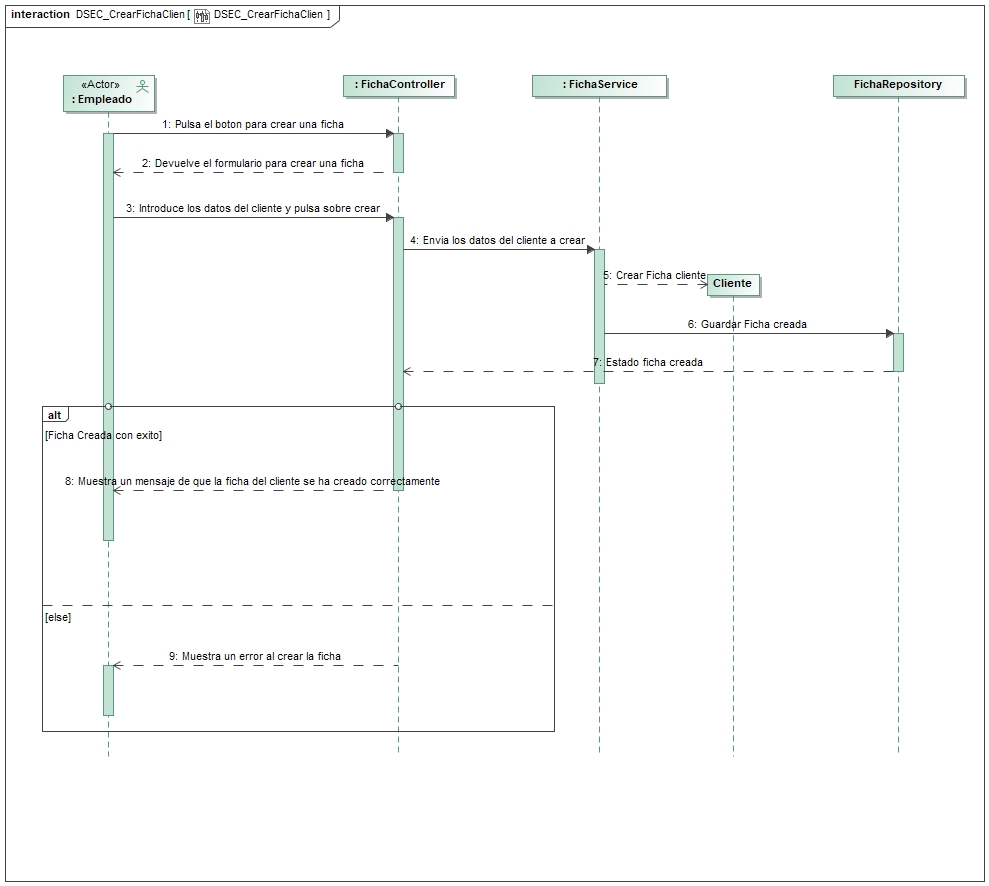 interaction DSEC_CrearFichaClien [ DSEC_CrearFichaClien ]
«Actor»
: Empleado
: FichaController
: FichaService
FichaRepository
1: Pulsa el boton para crear una ficha
2: Devuelve el formulario para crear una ficha
3: Introduce los datos del cliente y pulsa sobre crear
4: Envia los datos del cliente a crear
5: Crear Ficha cliente
Cliente
6: Guardar Ficha creada
7: Estado ficha creada
alt
[Ficha Creada con exito]
8: Muestra un mensaje de que la ficha del cliente se ha creado correctamente
[else]
9: Muestra un error al crear la ficha